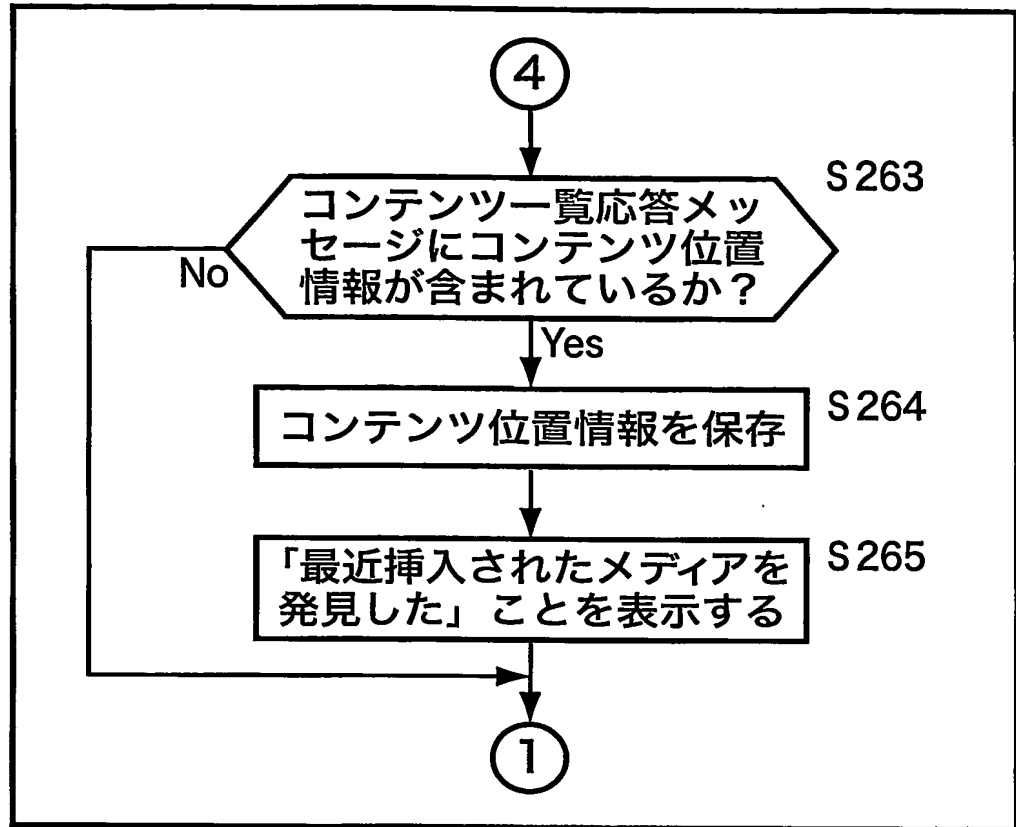 4
S263
コンテンツ一覧応答メッ
セージにコンテンツ位置
情報が含まれているか？
No
Yes
S264
コンテンツ位置情報を保存
S265
「最近挿入されたメディアを
発見した」ことを表示する
1